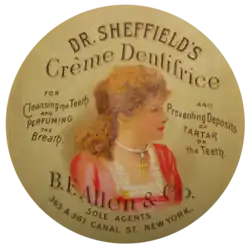 DR. SHEFFIELD'S
Crème Dentifrice
FOR
Cleansing the Teeth
AND
PERFUMING
the Breath.
AND
Preventing Deposits
OF
TARTAR
on the Teeth.
B.F. Allen & Co.
SOLE AGENTS
365 & 367 CANAL ST. NEW YORK.